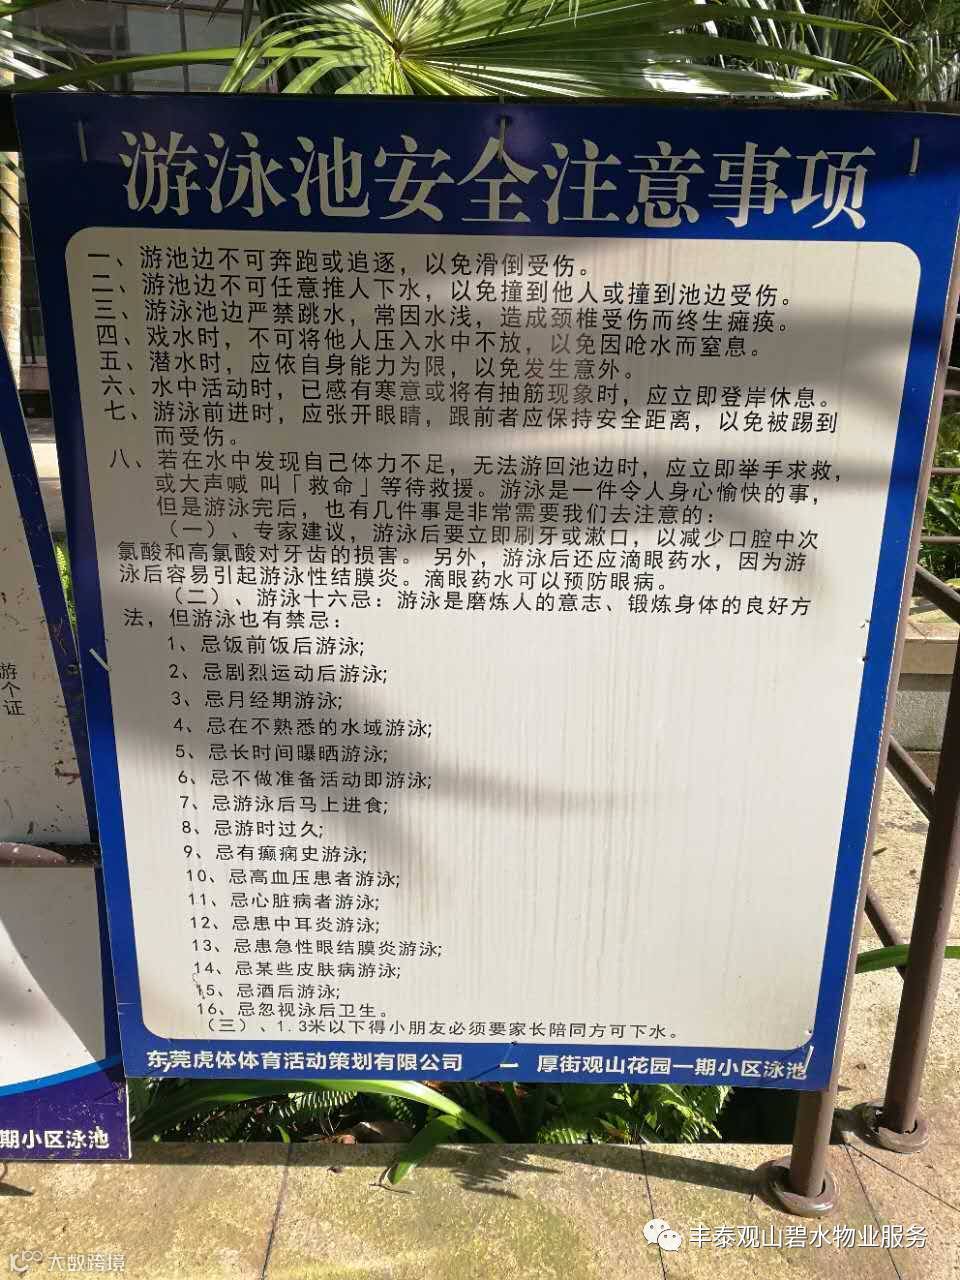 游泳池安全注意事项
一、游池边不可奔跑或追逐，以免滑倒受伤。
二、游池边不可任意推人下水，以免撞到他人或撞到池边受伤。
三、游泳池边严禁跳水，常因水浅，造成颈椎受伤而终生瘫痪。
四、戏水时，不可将他人压入水中不放，以免因呛水而窒息。
五、潜水时，应依自身能力为限，以免发生意外。
六、水中活动时，已感有寒意或将有抽筋现象时，应立即登岸休息。
七、游泳前进时，应张开眼睛，跟前者应保持安全距离，以免被踢到
而受伤。
八、若在水中发现自己体力不足，无法游回池边时，应立即举手求救，
或大声喊 叫「救命」等待救援。游泳是一件令人身心愉快的事，
但是游泳完后，也有几件事是非常需要我们去注意的：
（一）、专家建议，游泳后要立即刷牙或漱口，以减少口腔中次
氯酸和高氯酸对牙齿的损害。 另外，游泳后还应滴眼药水，因为游
泳后容易引起游泳性结膜炎。滴眼药水可以预防眼病。
（二）、游泳十六忌：游泳是磨炼人的意志、锻炼身体的良好方
法，但游泳也有禁忌：
1、忌饭前饭后游泳;
2、忌剧烈运动后游泳;
3、忌月经期游泳;
4、忌在不熟悉的水域游泳;
5、忌长时间曝晒游泳;
6、忌不做准备活动即游泳;
7、忌游泳后马上进食;
8、忌游时过久;
9、忌有癫痫史游泳;
10、忌高血压患者游泳;
11、忌心脏病者游泳;
12、忌患中耳炎游泳;
13、忌患急性眼结膜炎游泳;
14、忌某些皮肤病游泳;
15、忌酒后游泳;
16、忌忽视泳后卫生。
（三）、1.3米以下得小朋友必须要家长陪同方可下水。
东莞虎体体育活动策划有限公司 — 厚街观山花园一期小区泳池
游
个
证
期小区泳池
丰泰观山碧水物业服务
大数跨境